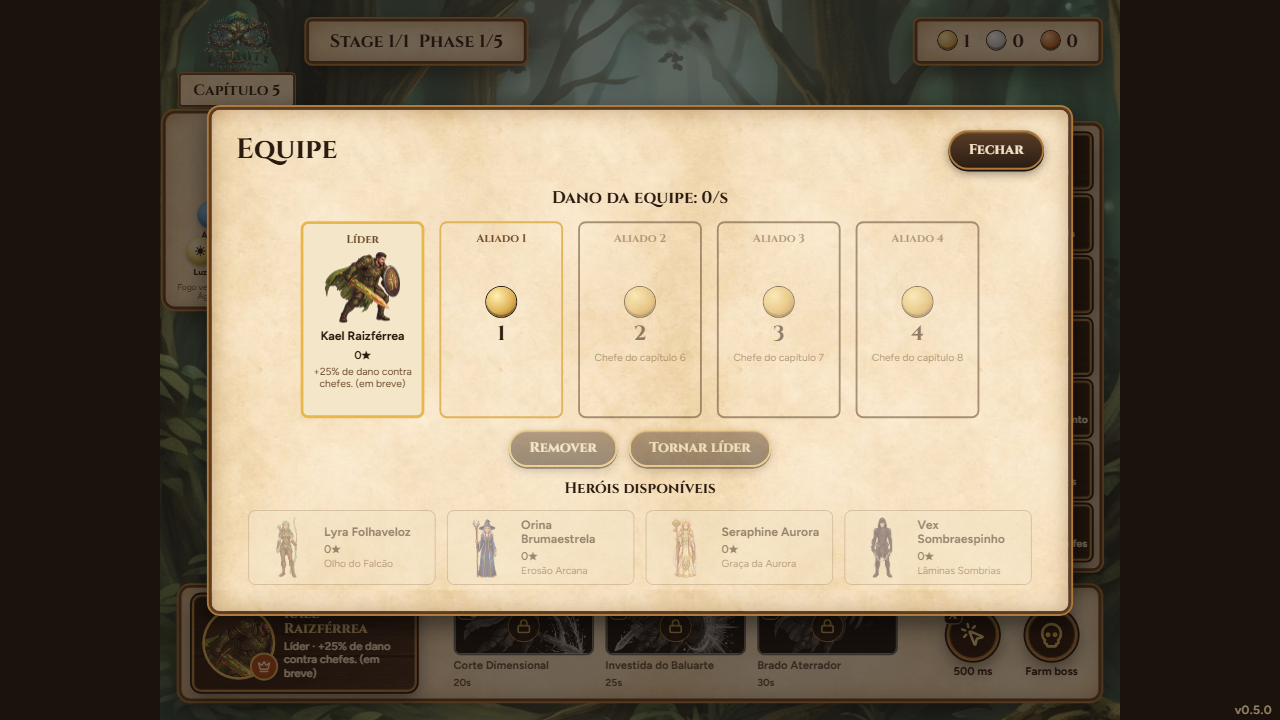 STAGE 1/1 PHASE 1/5
1 0 0
CAPÍTULO 5
EQUIPE
FECHAR
DANO DA EQUIPE: 0/S
LÍDER
Kael Raizférrea
0★
+25% de dano contra
chefes. (em breve)
ALIADO 1
1
ALIADO 2
2
Chefe do capítulo 6
ALIADO 3
3
Chefe do capítulo 7
ALIADO 4
4
Chefe do capítulo 8
REMOVER
TORNAR LÍDER
HERÓIS DISPONÍVEIS
Lyra Folhaveloz
0★
Olho do Falcão
Orina
Brumaestrela
0★
Erosão Arcana
Seraphine Aurora
0★
Graça da Aurora
Vex
Sombraespinho
0★
Lâminas Sombrias
RAIZFÉRREA
Líder · +25% de dano
contra chefes. (em
breve)
Corte Dimensional
20s
Investida do Baluarte
25s
Brado Aterrador
30s
500 ms
Farm boss
v0.5.0